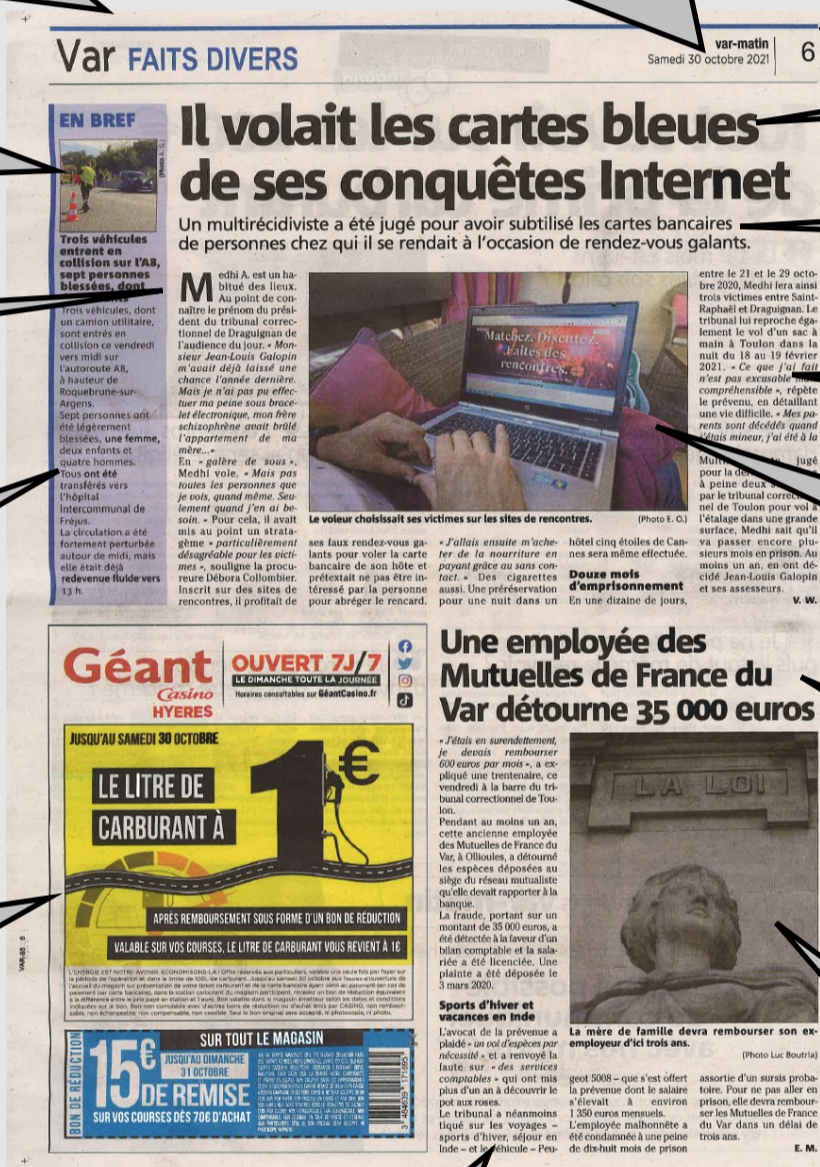 Var FAITS DIVERS
var-matin
Samedi 30 octobre 2021
6
EN BREF
(Photo A. G.)
Trois véhicules
entrent en
collision sur l'A8,
sept personnes
blessées, dont
Trois véhicules, dont
un camion utilitaire,
sont entrés en
collision ce vendredi
vers midi sur
l'autoroute A8,
à hauteur de
Roquebrune-sur-
Argens.
Sept personnes ont
été légèrement
blessées, une femme,
deux enfants et
quatre hommes.
Tous ont été
transférés vers
l'hôpital
intercommunal de
Fréjus.
La circulation a été
fortement perturbée
autour de midi, mais
elle était déjà
redevenue fluide vers
13 h.
Il volait les cartes bleues
de ses conquêtes Internet
Un multirécidiviste a été jugé pour avoir subtilisé les cartes bancaires
de personnes chez qui il se rendait à l'occasion de rendez-vous galants.
Medhi A. est un ha-
bitué des lieux.
Au point de con-
naître le prénom du prési-
dent du tribunal correc-
tionnel de Draguignan de
l'audience du jour. « Mon-
sieur Jean-Louis Galopin
m'avait déjà laissé une
chance l'année dernière.
Mais je n'ai pas pu effec-
tuer ma peine sous brace-
let électronique, mon frère
schizophrène avait brûlé
l'appartement de ma
mère...»
En « galère de sous »,
Medhi vole. « Mais pas
toutes les personnes que
je vois, quand même. Seu-
lement quand j'en ai be-
soin. » Pour cela, il avait
mis au point un strata-
gème « particulièrement
désagréable pour les victi-
mes », souligne la procu-
reure Débora Collombier.
Inscrit sur des sites de
rencontres, il profitait de
Matchez. Discutez.
Faites des
rencontres.
Le voleur choisissait ses victimes sur les sites de rencontres.
(Photo E. O.)
ses faux rendez-vous ga-
lants pour voler la carte
bancaire de son hôte et
prétextait ne pas être in-
téressé par la personne
pour abréger le rencard.
« J'allais ensuite m'ache-
ter de la nourriture en
payant grâce au sans con-
tact. » Des cigarettes
aussi. Une préréservation
pour une nuit dans un
hôtel cinq étoiles de Can-
nes sera même effectuée.
Douze mois
d'emprisonnement
En une dizaine de jours,
entre le 21 et le 29 octo-
bre 2020, Medhi fera ainsi
trois victimes entre Saint-
Raphaël et Draguignan. Le
tribunal lui reproche éga-
lement le vol d'un sac à
main à Toulon dans la
nuit du 18 au 19 février
2021. « Ce que j'ai fait
n'est pas excusable mais
compréhensible », répète
le prévenu, en détaillant
une vie difficile. « Mes pa-
rents sont décédés quand
j'étais mineur, j'ai été à la
jugé
pour la
à peine deux
par le tribunal correction-
nel de Toulon pour vol à
l'étalage dans une grande
surface, Medhi sait qu'il
va passer encore plu-
sieurs mois en prison. Au
moins un an, en ont dé-
cidé Jean-Louis Galopin
et ses assesseurs.
V. W.
Géant
Casino
HYERES
OUVERT 7J/7
LE DIMANCHE TOUTE LA JOURNÉE
Horaires consultables sur GéantCasino.fr
JUSQU'AU SAMEDI 30 OCTOBRE
LE LITRE DE
CARBURANT À
1€
APRÈS REMBOURSEMENT SOUS FORME D'UN BON DE RÉDUCTION
VALABLE SUR VOS COURSES, LE LITRE DE CARBURANT VOUS REVIENT À 1€
L'ENERGIE EST NOTRE AVENIR, ECONOMISONS-LA !
BON DE RÉDUCTION
SUR TOUT LE MAGASIN
15€
JUSQU'AU DIMANCHE
31 OCTOBRE
DE REMISE
SUR VOS COURSES DÈS 70€ D'ACHAT
Une employée des
Mutuelles de France du
Var détourne 35 000 euros
« J'étais en surendettement,
je devais rembourser
600 euros par mois », a ex-
pliqué une trentenaire, ce
vendredi à la barre du tri-
bunal correctionnel de Tou-
lon.
Pendant au moins un an,
cette ancienne employée
des Mutuelles de France du
Var, à Ollioules, a détourné
les espèces déposées au
siège du réseau mutualiste
qu'elle devait rapporter à la
banque.
La fraude, portant sur un
montant de 35 000 euros, a
été détectée à la faveur d'un
bilan comptable et la sala-
riée a été licenciée. Une
plainte a été déposée le
3 mars 2020.
Sports d'hiver et
vacances en Inde
L'avocat de la prévenue a
plaidé « un vol d'espèces par
nécessité » et a renvoyé la
faute sur « des services
comptables » qui ont mis
plus d'un an à découvrir le
pot aux roses.
Le tribunal a néanmoins
tiqué sur les voyages –
sports d'hiver, séjour en
Inde – et le véhicule – Peu-
LA LOI
La mère de famille devra rembourser son ex-
employeur d'ici trois ans.
(Photo Luc Boutria)
geot 5008 – que s'est offert
la prévenue dont le salaire
s'élevait à environ
1 350 euros mensuels.
L'employée malhonnête a
été condamnée à une peine
de dix-huit mois de prison
assortie d'un sursis proba-
toire. Pour ne pas aller en
prison, elle devra rembour-
ser les Mutuelles de France
du Var dans un délai de
trois ans.
E. M.